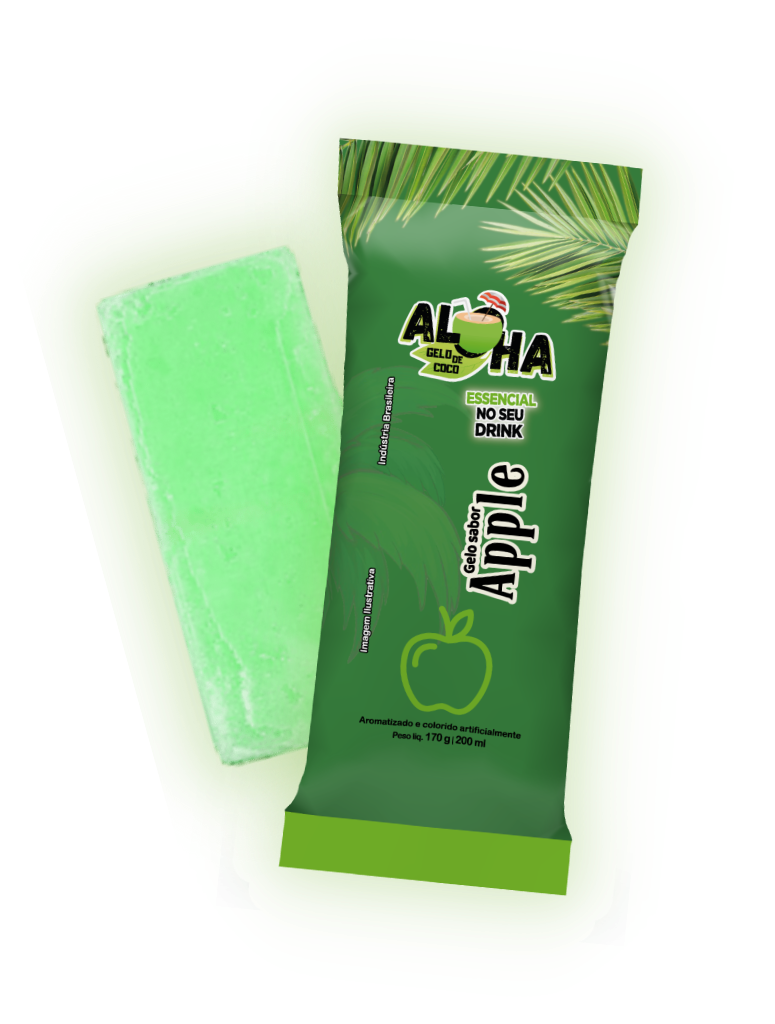 ALOHA
GELO DE
COCO
ESSENCIAL
NO SEU
DRINK
Indústria Brasileira
Gelo sabor
Apple
Imagem Ilustrativa
Aromatizado e colorido artificialmente
Peso liq. 170 g | 200 ml